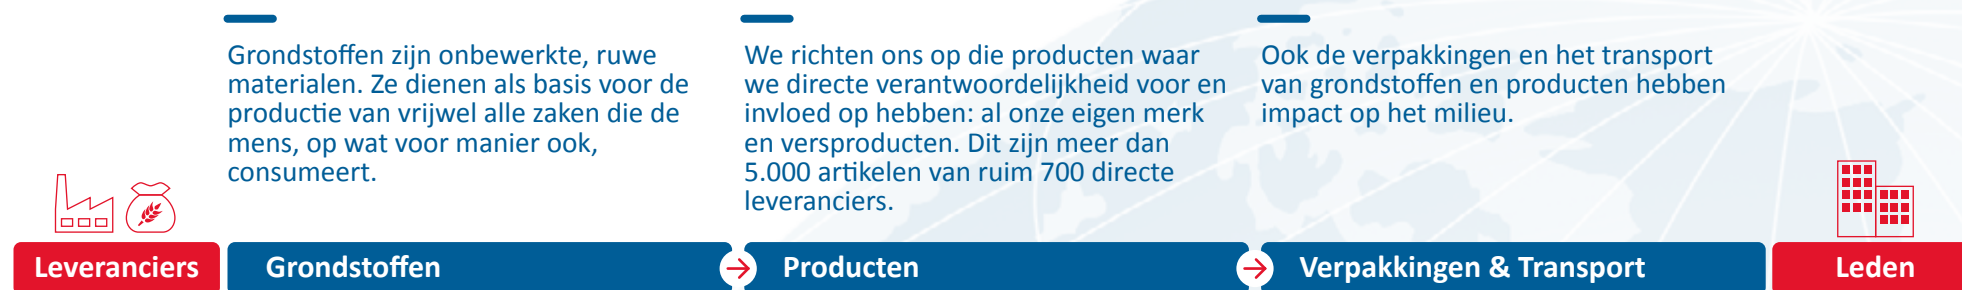 Grondstoffen zijn onbewerkte, ruwe
materialen. Ze dienen als basis voor de
productie van vrijwel alle zaken die de
mens, op wat voor manier ook,
consumeert.
We richten ons op die producten waar
we directe verantwoordelijkheid voor en
invloed op hebben: al onze eigen merk
en versproducten. Dit zijn meer dan
5.000 artikelen van ruim 700 directe
leveranciers.
Ook de verpakkingen en het transport
van grondstoffen en producten hebben
impact op het milieu.
Leveranciers
Grondstoffen
Producten
Verpakkingen & Transport
Leden